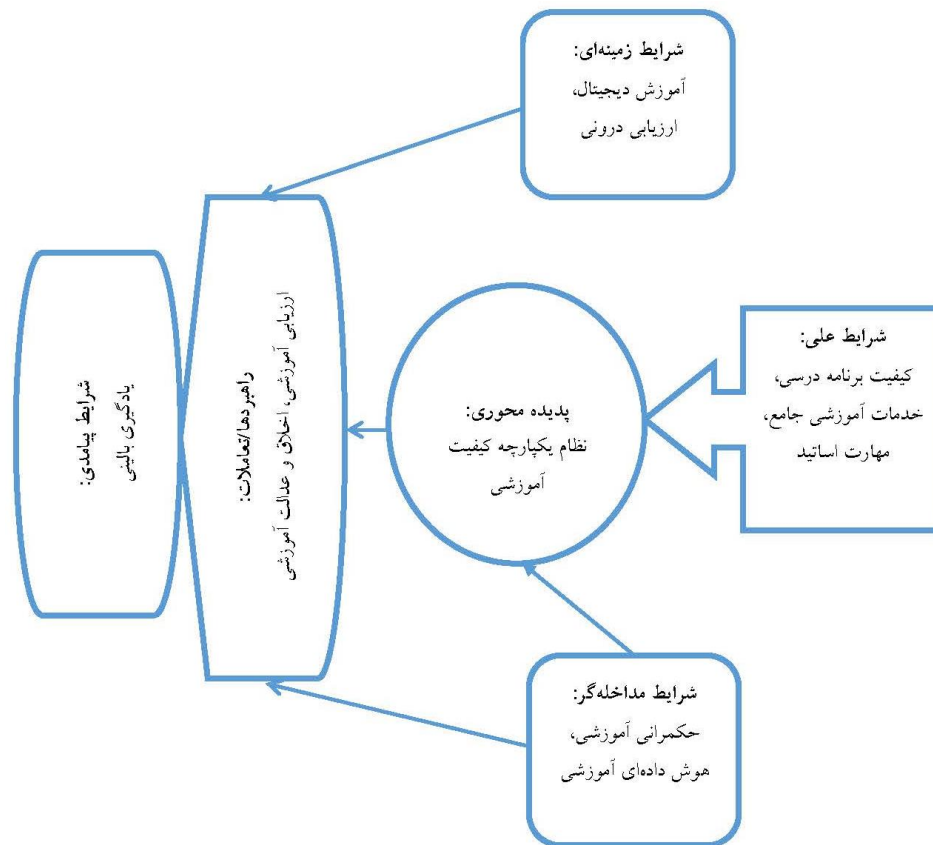 شرایط زمینه‌ای:
آموزش دیجیتال،
ارزیابی درونی
شرایط علی:
کیفیت برنامه درسی،
خدمات آموزشی جامع،
مهارت اساتید
پدیده محوری:
نظام یکپارچه کیفیت
آموزشی
راهبردها/تعاملات:
ارزیابی آموزشی، اخلاق و عدالت آموزشی
شرایط پیامدی:
یادگیری بالینی
شرایط مداخله‌گر:
حکمرانی آموزشی،
هوش داده‌ای آموزشی